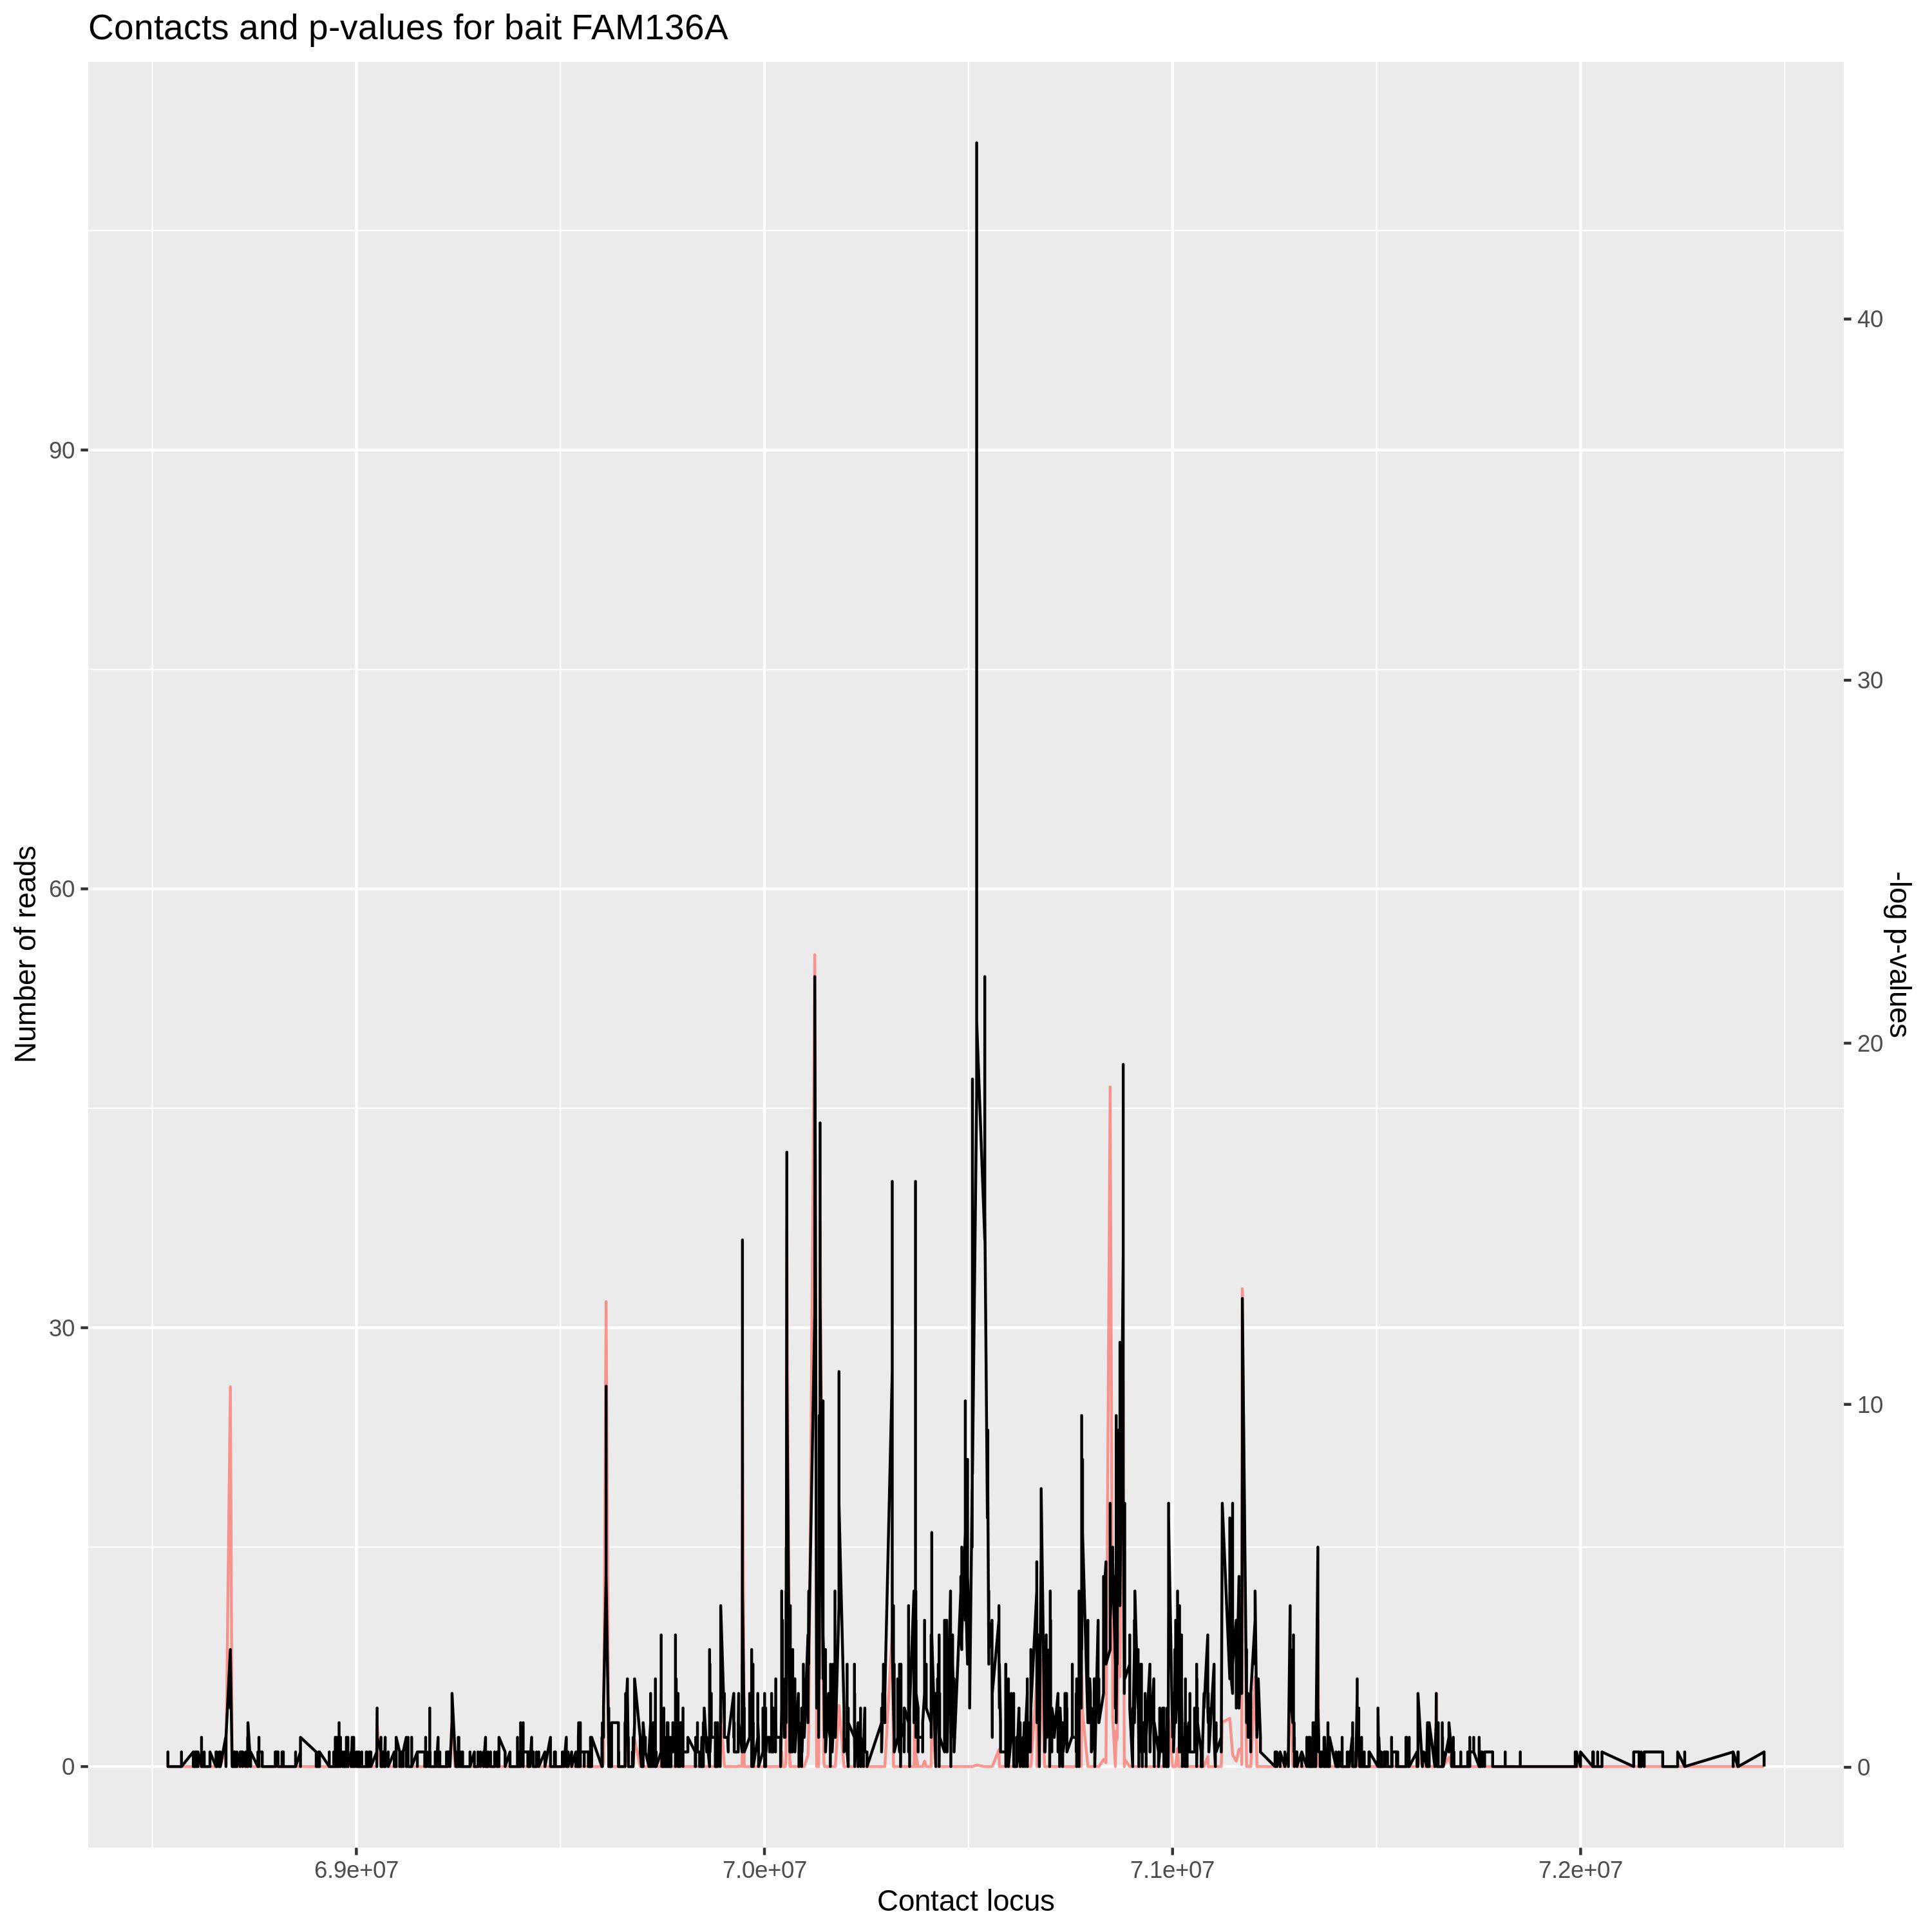 Contacts and p-values for bait FAM136A
Number of reads
90
60
30
0
40
30
20
10
0
-log p-values
6.9e+07
7.0e+07
7.1e+07
7.2e+07
Contact locus